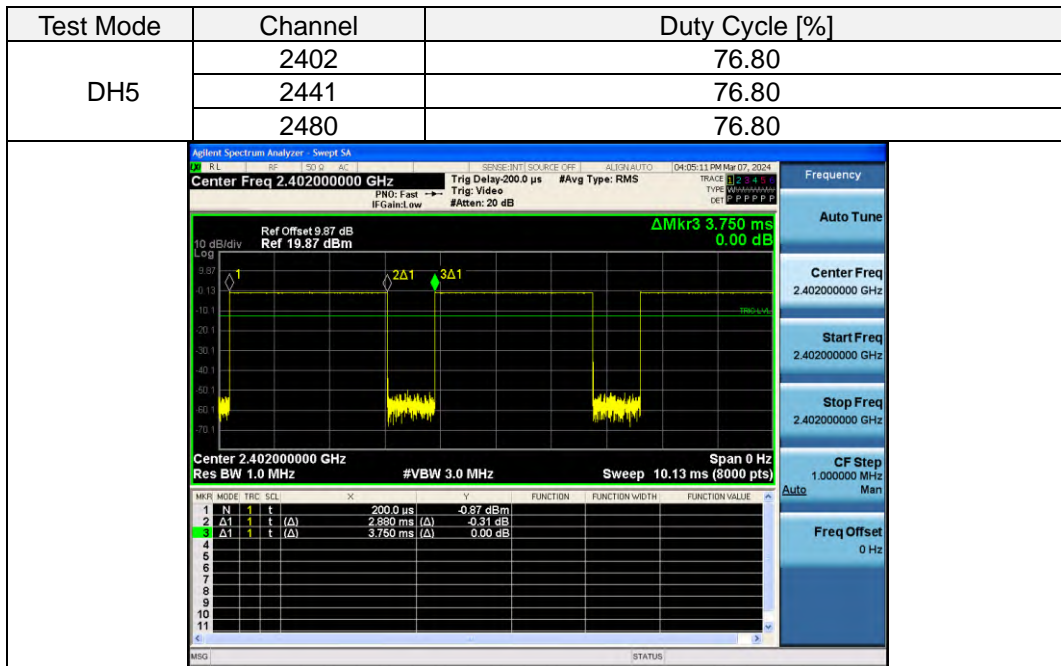 Test Mode Channel Duty Cycle [%]
DH5 2402 76.80
2441 76.80
2480 76.80
Agilent Spectrum Analyzer - Swept SA
RL RF 50 Ω AC SENSE:INT SOURCE OFF ALIGN AUTO 04:05:11 PM Mar 07, 2024
Center Freq 2.402000000 GHz Trig Delay-200.0 µs #Avg Type: RMS TRACE 1 2 3 4 5 6
PNO: Fast Trig: Video TYPE
IFGain:Low #Atten: 20 dB DET P P P P P P
Frequency
Auto Tune
ΔMkr3 3.750 ms
0.00 dB
Ref Offset 9.87 dB
10 dB/div Ref 19.87 dBm
Log
9.87
-0.13
-10.1
-20.1
-30.1
-40.1
-50.1
-60.1
-70.1
1 2Δ1 3Δ1
TRIG LVL
Center Freq
2.402000000 GHz
Start Freq
2.402000000 GHz
Stop Freq
2.402000000 GHz
CF Step
1.000000 MHz
Auto Man
Freq Offset
0 Hz
Center 2.402000000 GHz Span 0 Hz
Res BW 1.0 MHz #VBW 3.0 MHz Sweep 10.13 ms (8000 pts)
MKR MODE TRC SCL X Y FUNCTION FUNCTION WIDTH FUNCTION VALUE
1 N 1 t 200.0 µs -0.87 dBm
2 Δ1 1 t (Δ) 2.880 ms (Δ) -0.31 dB
3 Δ1 1 t (Δ) 3.750 ms (Δ) 0.00 dB
4
5
6
7
8
9
10
11
MSG STATUS